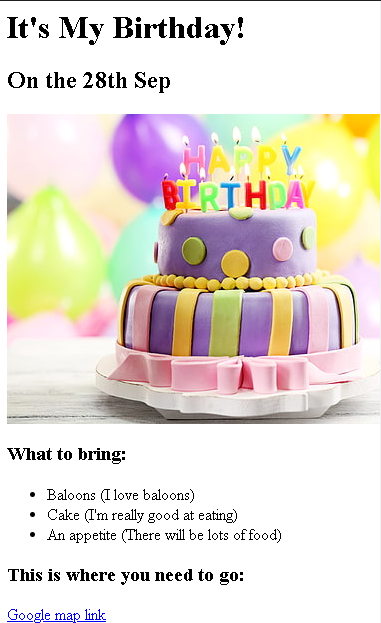 It's My Birthday!
On the 28th Sep
HAPPY
BIRTHDAY
What to bring:
Baloons (I love baloons)
Cake (I'm really good at eating)
An appetite (There will be lots of food)
This is where you need to go:
Google map link